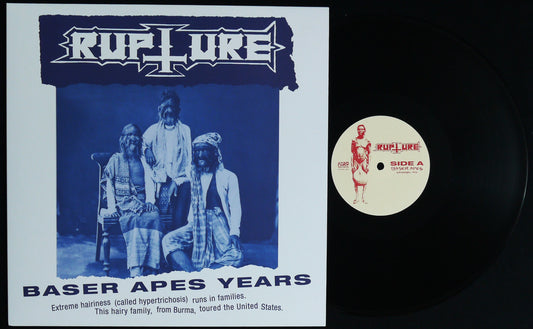 RUPTURE
BASER APES YEARS
Extreme hairiness (called hypertrichosis) runs in families.
This hairy family, from Burma, toured the United States.
RUPTURE
SIDE A
BASER APES